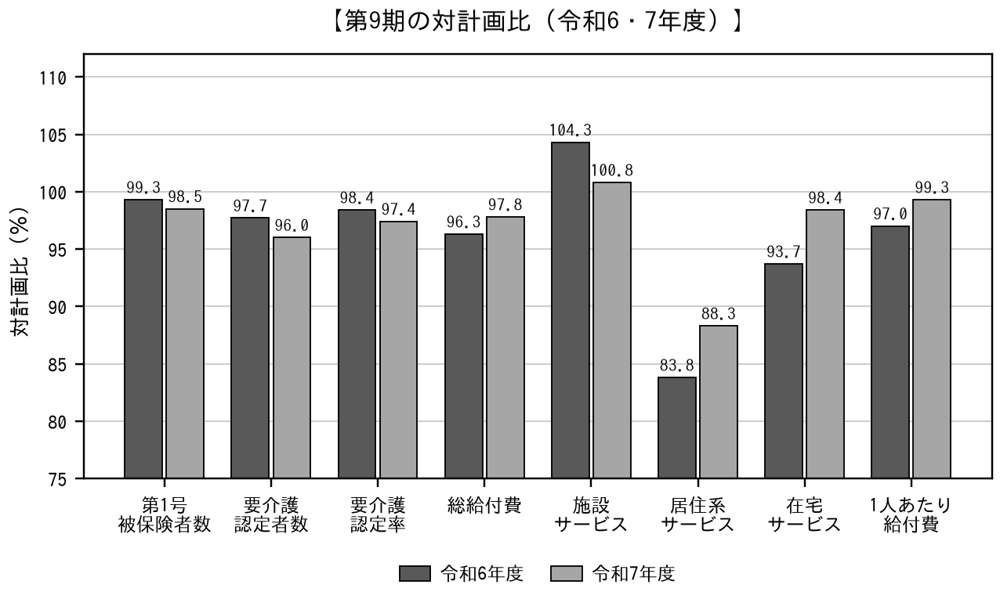 【第9期の対計画比（令和6・7年度）】
対計画比（％）
110
105
100
95
90
85
80
75
99.3
98.5
97.7
96.0
98.4
97.4
96.3
97.8
104.3
100.8
83.8
88.3
93.7
98.4
97.0
99.3
第1号
被保険者数
要介護
認定者数
要介護
認定率
総給付費
施設
サービス
居住系
サービス
在宅
サービス
1人あたり
給付費
令和6年度
令和7年度